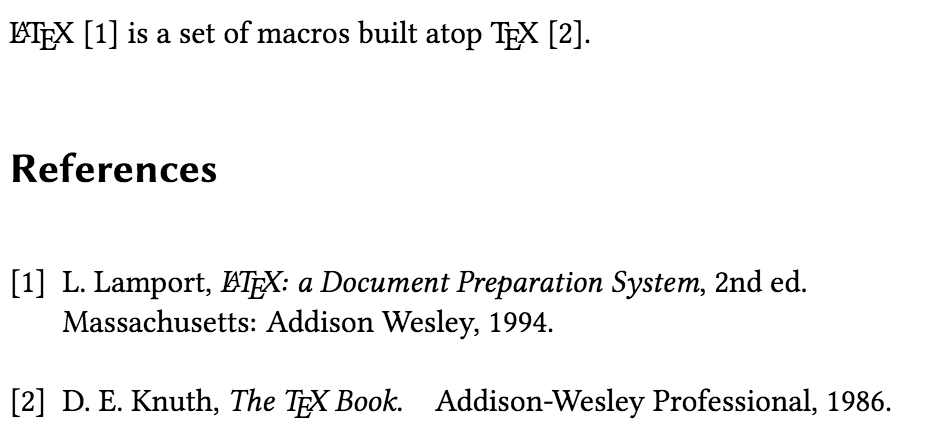 LATEX [1] is a set of macros built atop TEX [2].
References
[1] L. Lamport, LATEX: a Document Preparation System, 2nd ed.
Massachusetts: Addison Wesley, 1994.
[2] D. E. Knuth, The TEX Book. Addison-Wesley Professional, 1986.